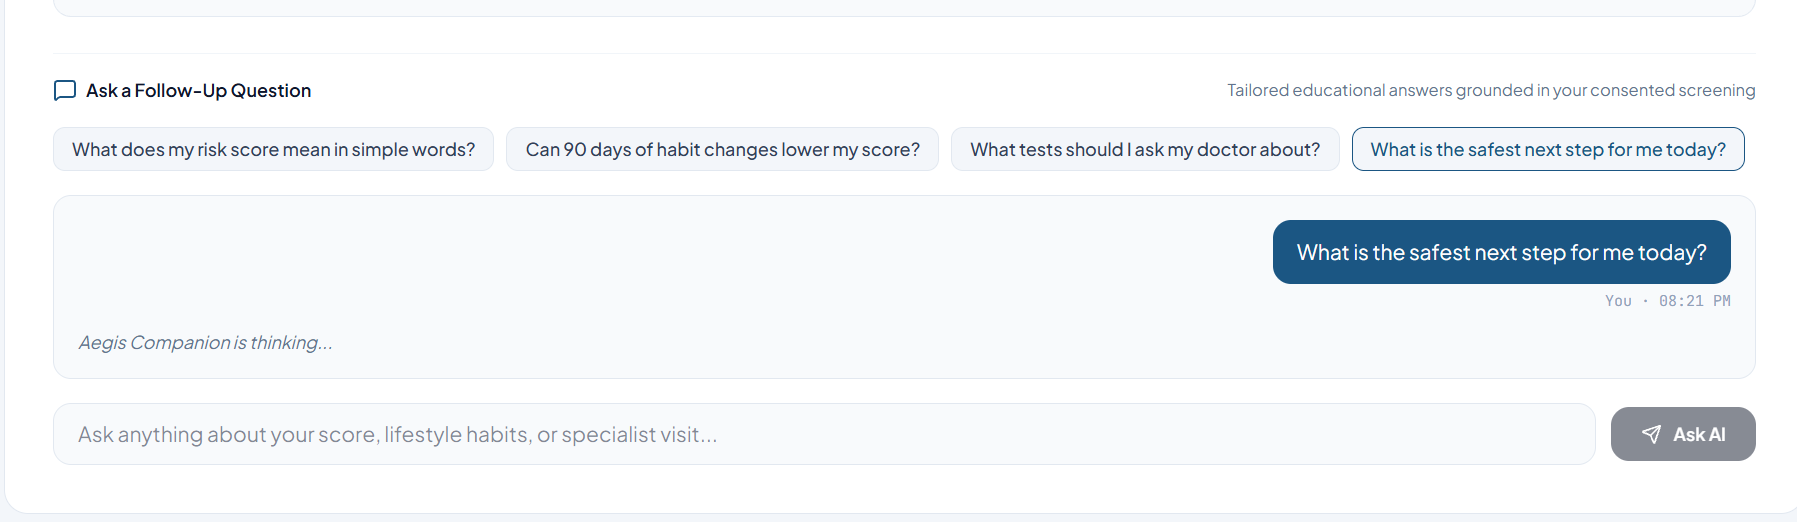 Ask a Follow-Up Question
Tailored educational answers grounded in your consented screening
What does my risk score mean in simple words?
Can 90 days of habit changes lower my score?
What tests should I ask my doctor about?
What is the safest next step for me today?
What is the safest next step for me today?
You · 08:21 PM
Aegis Companion is thinking...
Ask anything about your score, lifestyle habits, or specialist visit...
Ask AI